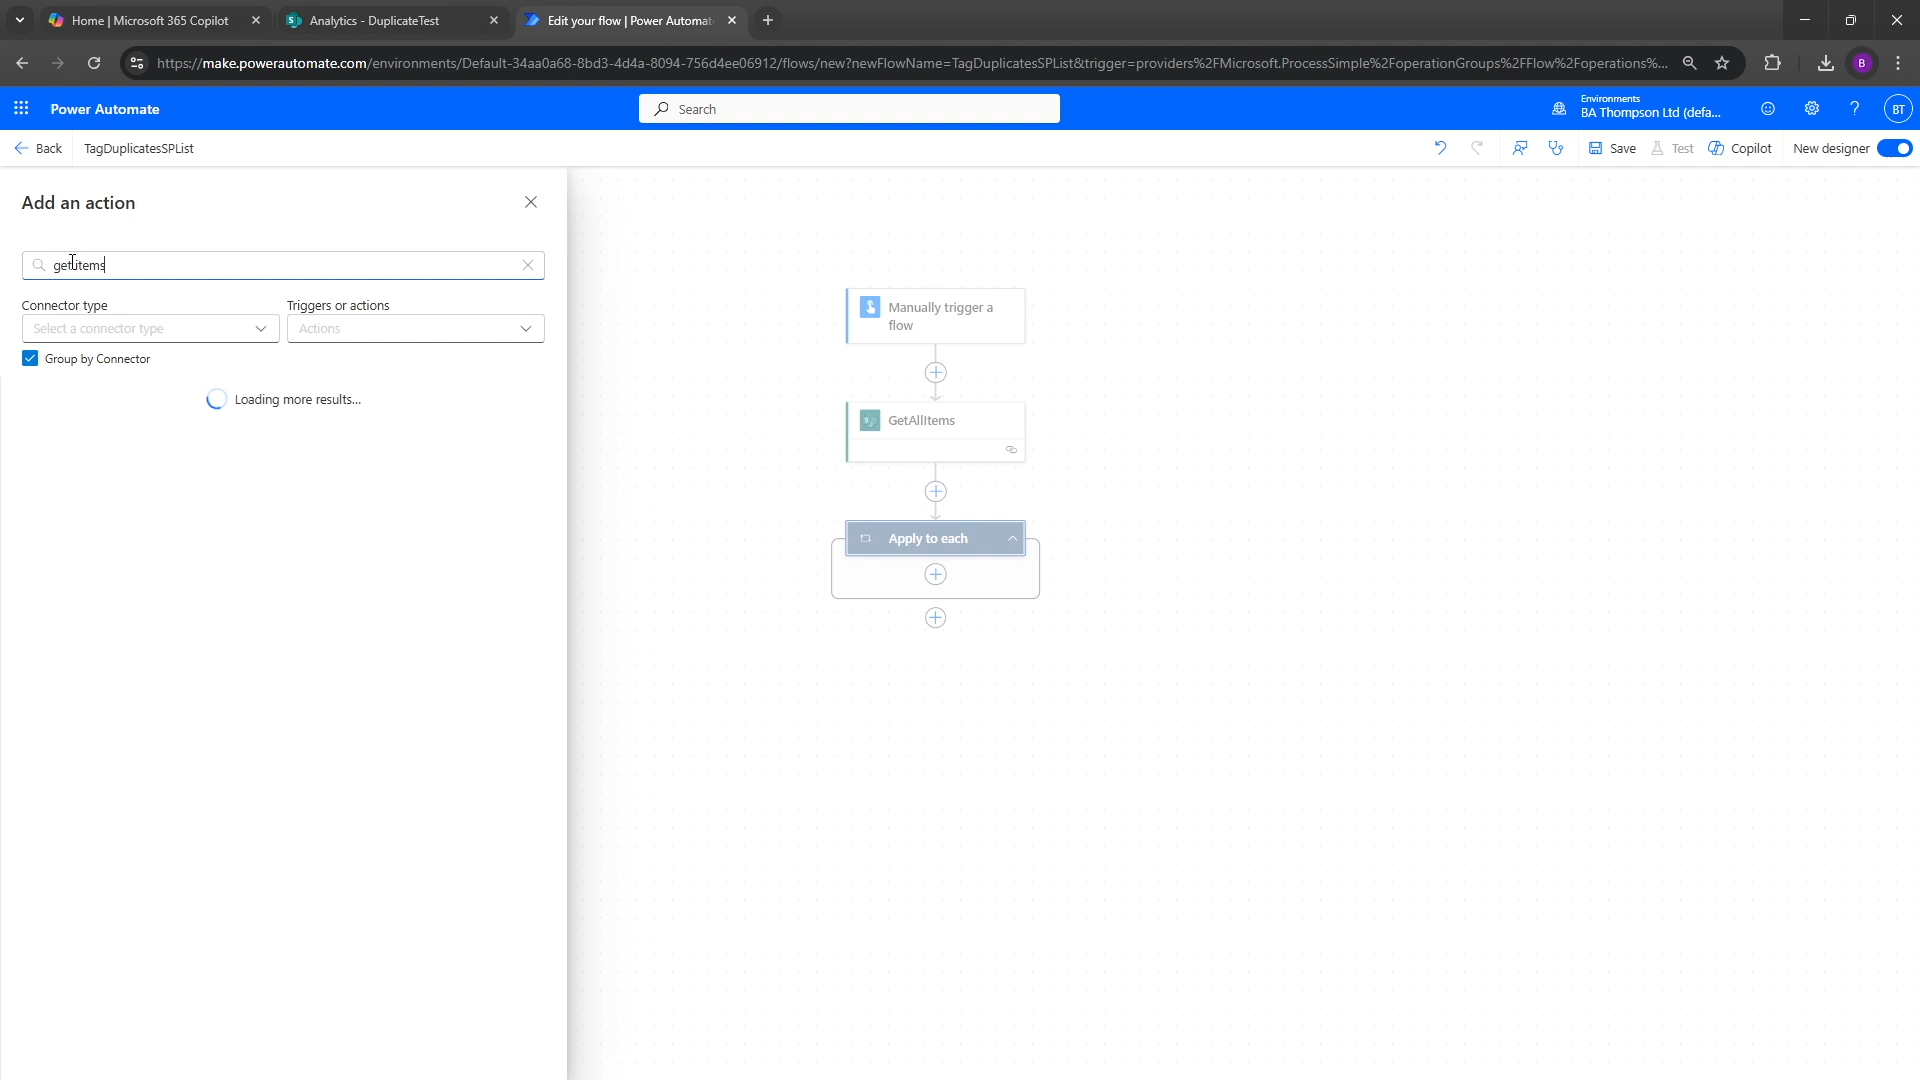 Home | Microsoft 365 Copilot
Analytics - DuplicateTest
Edit your flow | Power Automat
https://make.powerautomate.com/environments/Default-34aa0a68-8bd3-4d4a-8094-756d4ee06912/flows/new?newFlowName=TagDuplicatesSPList&trigger=providers%2FMicrosoft.ProcessSimple%2FoperationGroups%2FFlow%2Foperations%...
B
Power Automate
Search
Environments
BA Thompson Ltd (defa...
BT
Back
TagDuplicatesSPList
Save
Test
Copilot
New designer
Add an action
get items
Connector type
Triggers or actions
Select a connector type
Actions
Group by Connector
Loading more results...
Manually trigger a
flow
GetAllItems
Apply to each